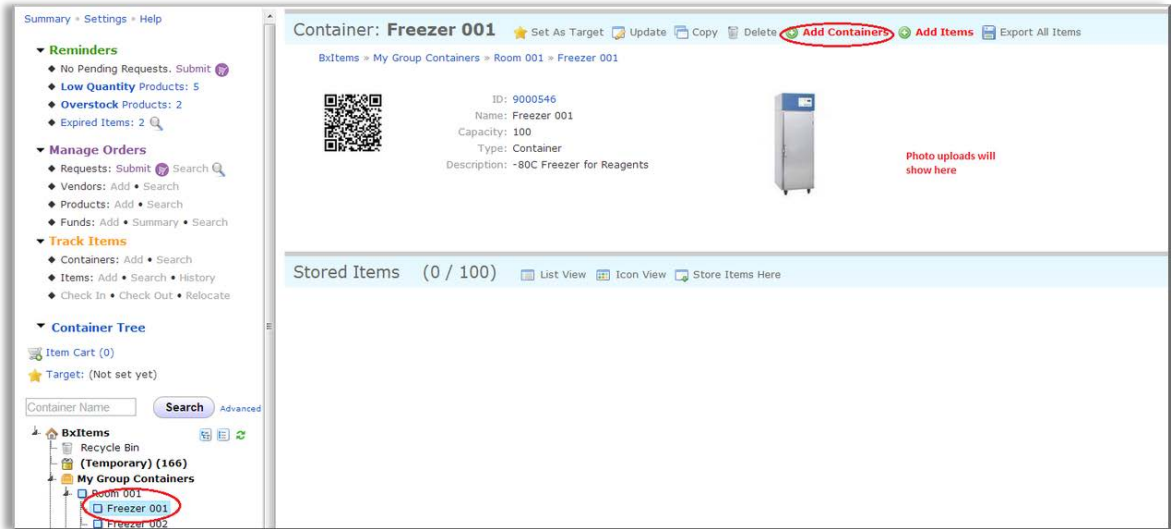 Summary • Settings • Help
Reminders
No Pending Requests. Submit
Low Quantity Products: 5
Overstock Products: 2
Expired Items: 2
Manage Orders
Requests: Submit Search
Vendors: Add • Search
Products: Add • Search
Funds: Add • Summary • Search
Track Items
Containers: Add • Search
Items: Add • Search • History
Check In • Check Out • Relocate
Container Tree
Item Cart (0)
Target: (Not set yet)
Container Name Search Advanced
BxItems
Recycle Bin
(Temporary) (166)
My Group Containers
Room 001
Freezer 001
Freezer 002
Container: Freezer 001 Set As Target Update Copy Delete Add Containers Add Items Export All Items
BxItems » My Group Containers » Room 001 » Freezer 001
ID: 9000546
Name: Freezer 001
Capacity: 100
Type: Container
Description: -80C Freezer for Reagents
Photo uploads will
show here
Stored Items (0 / 100) List View Icon View Store Items Here